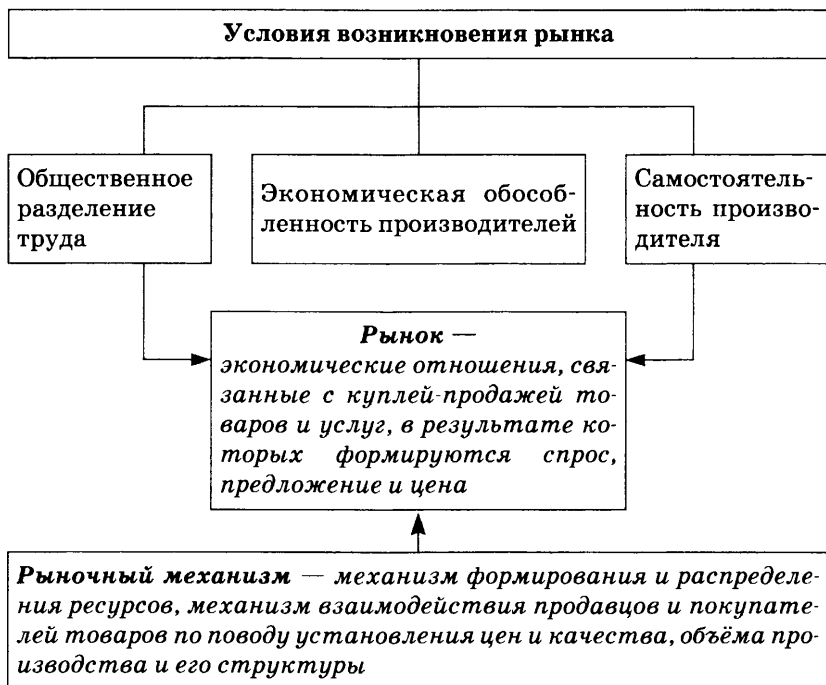 Условия возникновения рынка
Общественное
разделение
труда
Экономическая обособ-
ленность производителей
Самостоятель-
ность произво-
дителя
Рынок —
экономические отношения, свя-
занные с куплей-продажей то-
варов и услуг, в результате ко-
торых формируются спрос,
предложение и цена
Рыночный механизм — механизм формирования и распределе-
ния ресурсов, механизм взаимодействия продавцов и покупате-
лей товаров по поводу установления цен и качества, объёма про-
изводства и его структуры